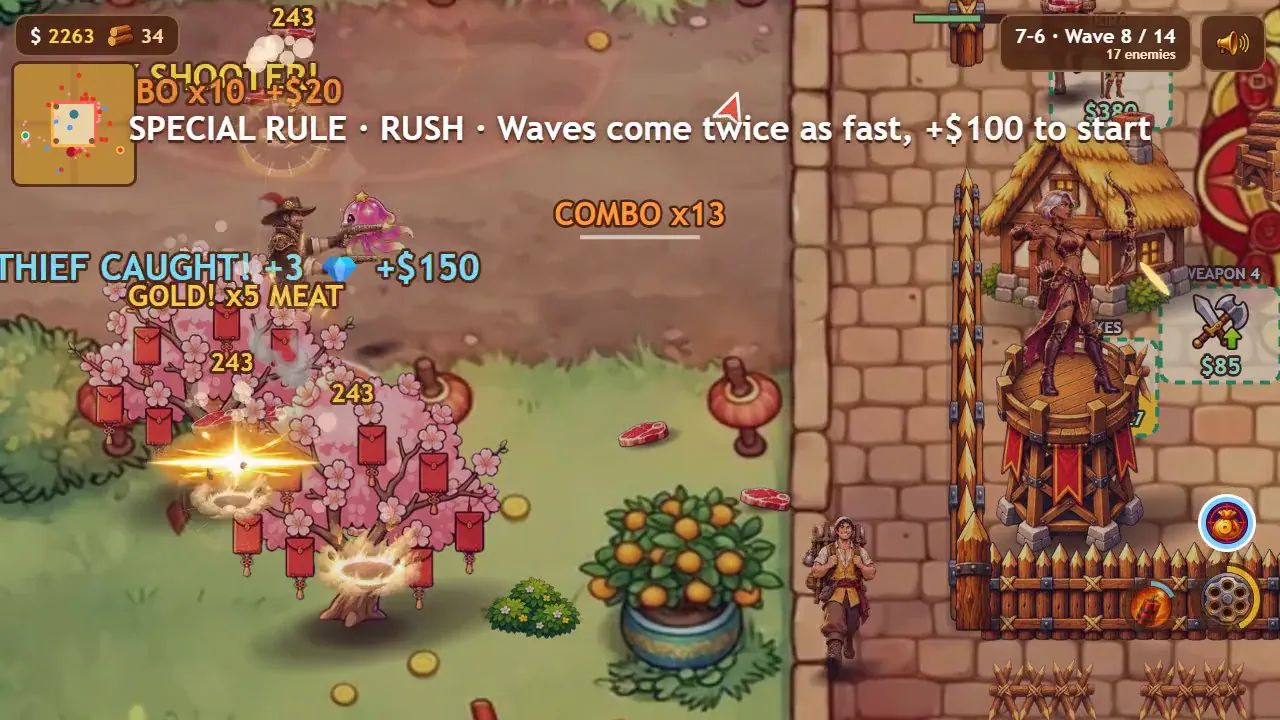 $ 2263 34
243
7-6 · Wave 8 / 14
17 enemies
SHOOTER!
BO x10 +$20
$380
SPECIAL RULE · RUSH · Waves come twice as fast, +$100 to start
COMBO x13
THIEF CAUGHT! +3 +$150
GOLD! x5 MEAT
WEAPON 4
$85
243
243